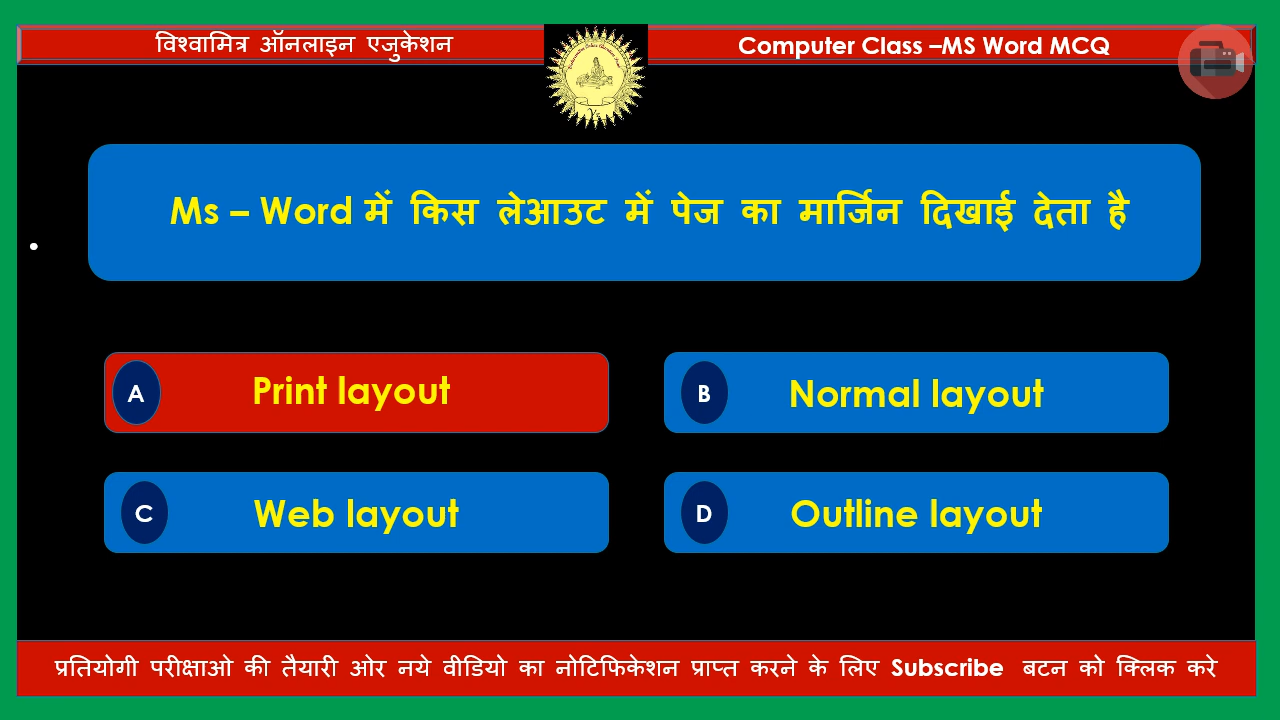 विश्वामित्र ऑनलाइन एजुकेशन
Computer Class –MS Word MCQ
Ms – Word में किस लेआउट में पेज का मार्जिन दिखाई देता है
A Print layout
B Normal layout
C Web layout
D Outline layout
प्रतियोगी परीक्षाओ की तैयारी ओर नये वीडियो का नोटिफिकेशन प्राप्त करने के लिए Subscribe बटन को क्लिक करे